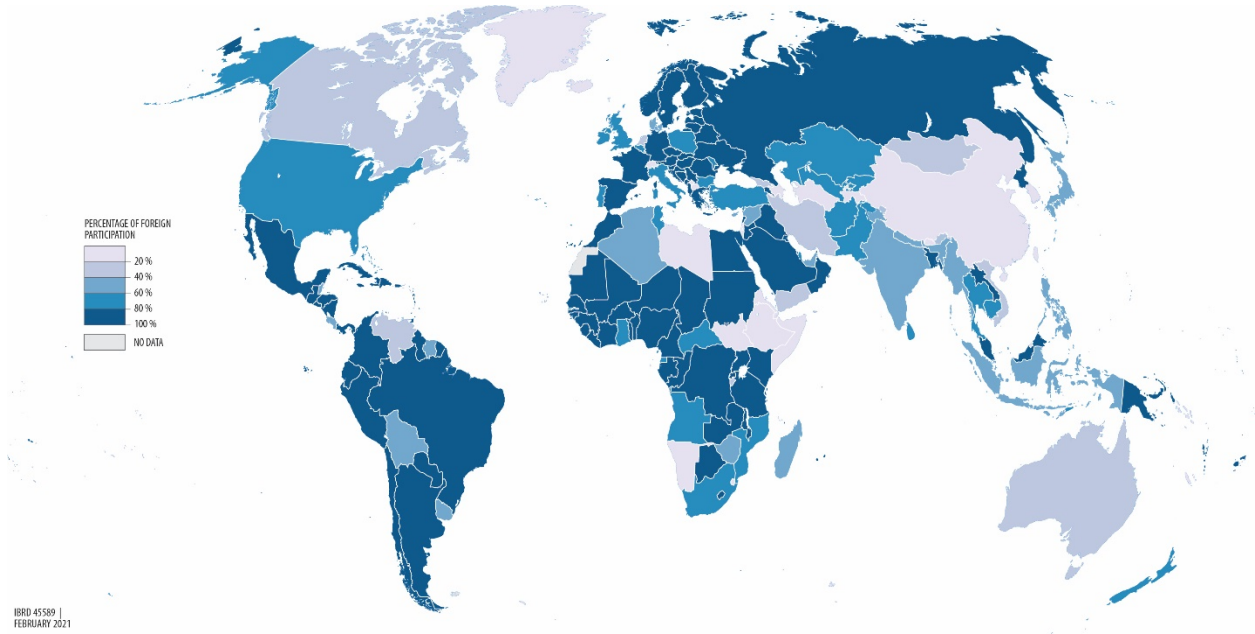 PERCENTAGE OF FOREIGN
PARTICIPATION
20 %
40 %
60 %
80 %
100 %
NO DATA
IBRD 45589 |
FEBRUARY 2021